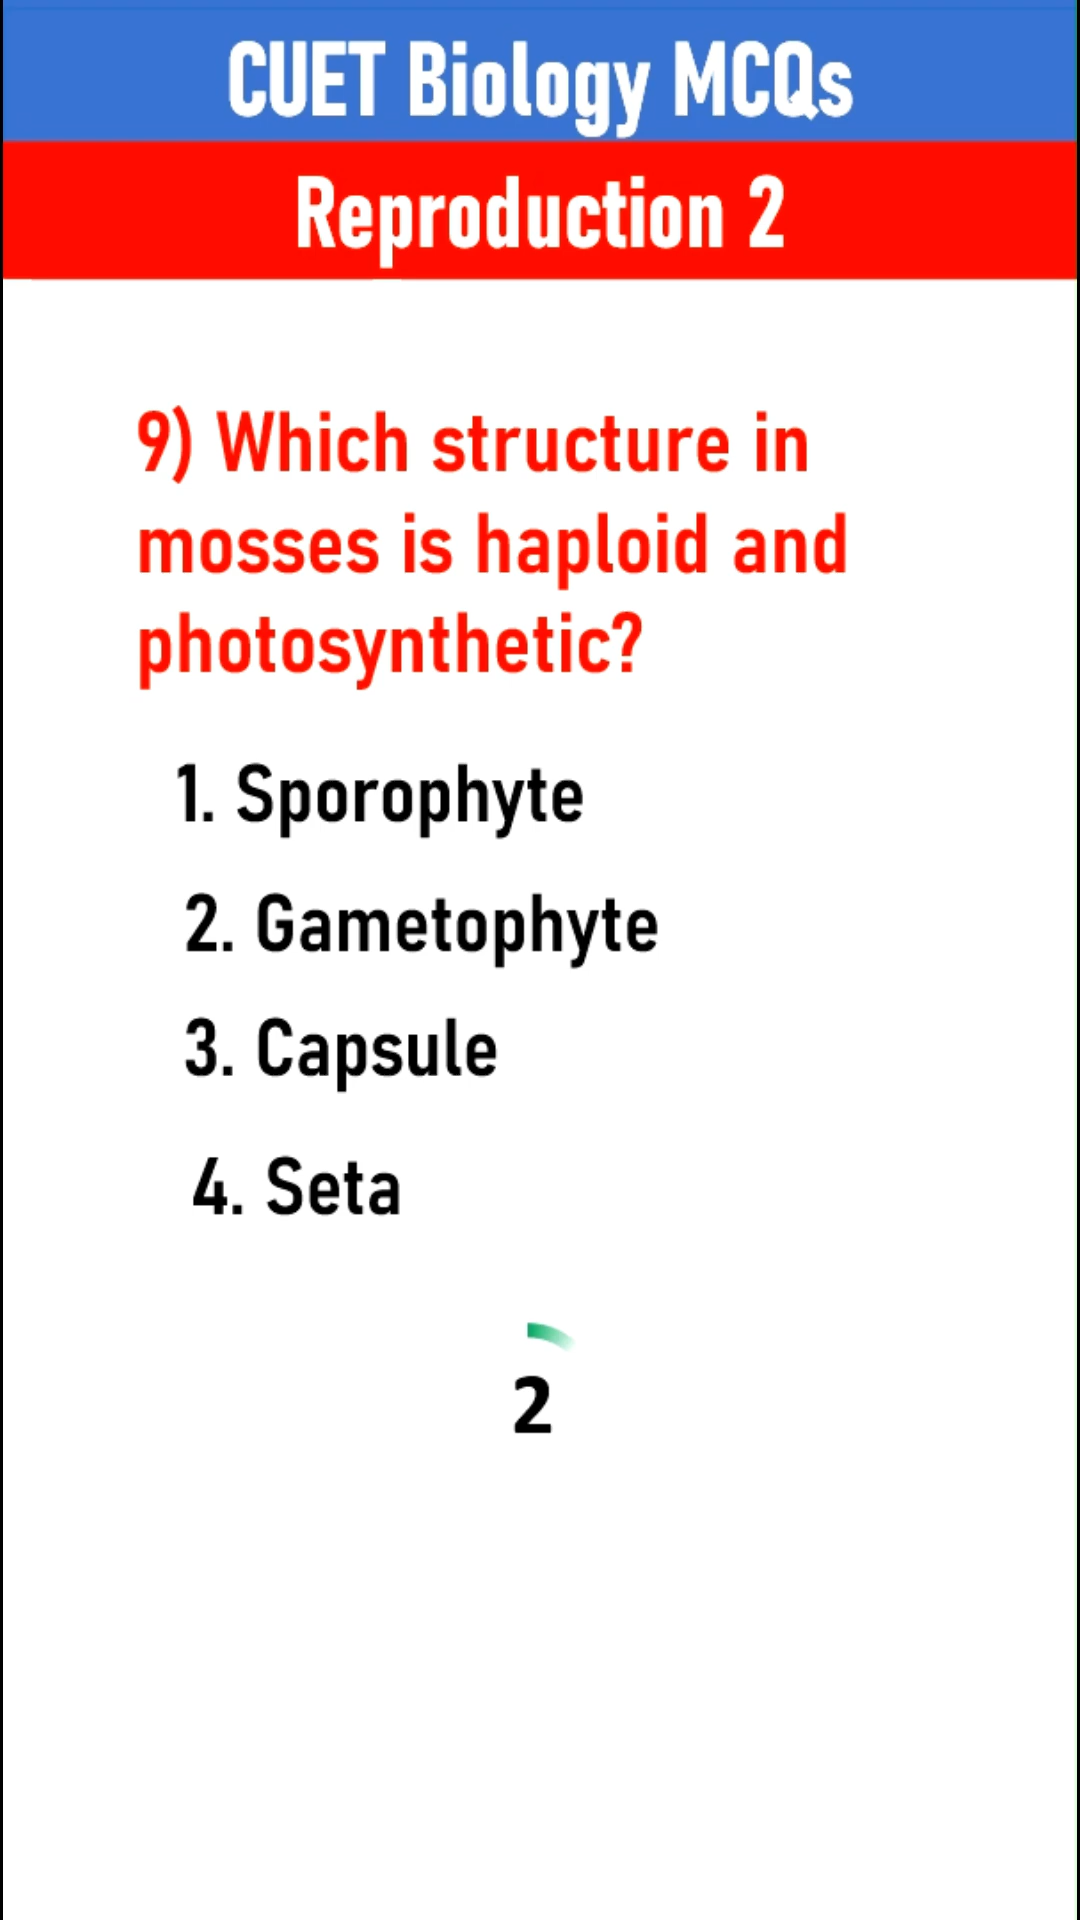 CUET Biology MCQs
Reproduction 2
9) Which structure in
mosses is haploid and
photosynthetic?
1. Sporophyte
2. Gametophyte
3. Capsule
4. Seta
2